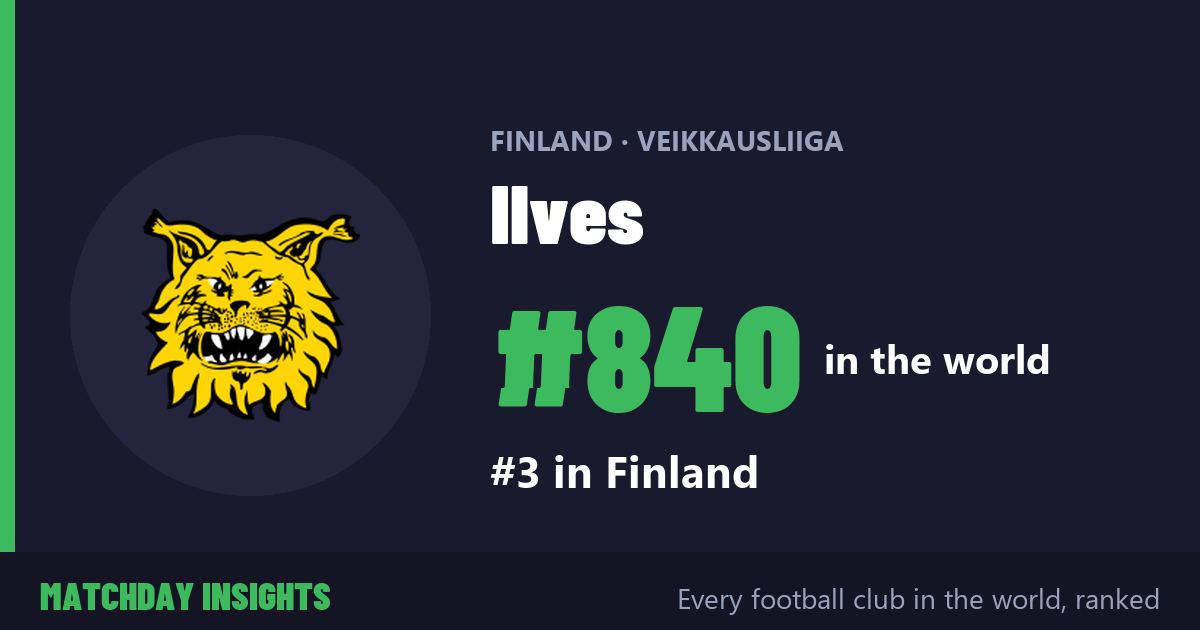 FINLAND · VEIKKAUSLIIGA
Ilves
#840 in the world
#3 in Finland
MATCHDAY INSIGHTS
Every football club in the world, ranked